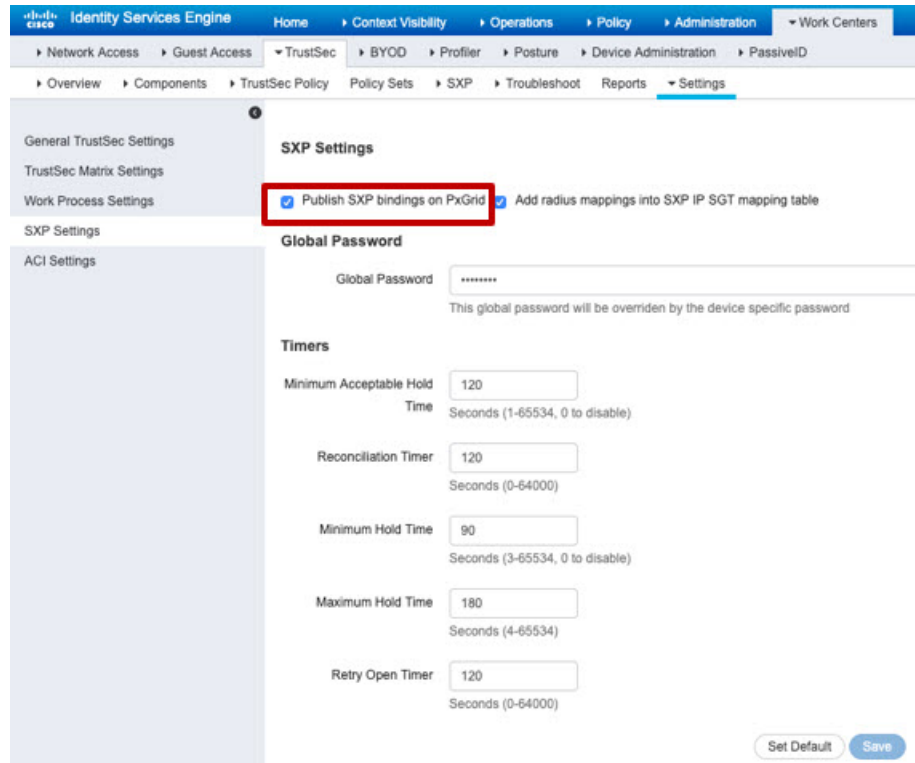 cisco Identity Services Engine Home Context Visibility Operations Policy Administration Work Centers
Network Access Guest Access TrustSec BYOD Profiler Posture Device Administration PassiveID
Overview Components TrustSec Policy Policy Sets SXP Troubleshoot Reports Settings
General TrustSec Settings
TrustSec Matrix Settings
Work Process Settings
SXP Settings
ACI Settings
SXP Settings
Publish SXP bindings on PxGrid Add radius mappings into SXP IP SGT mapping table
Global Password
Global Password ••••••••
This global password will be overriden by the device specific password
Timers
Minimum Acceptable Hold
Time
120
Seconds (1-65534, 0 to disable)
Reconciliation Timer 120
Seconds (0-64000)
Minimum Hold Time 90
Seconds (3-65534, 0 to disable)
Maximum Hold Time 180
Seconds (4-65534)
Retry Open Timer 120
Seconds (0-64000)
Set Default Save